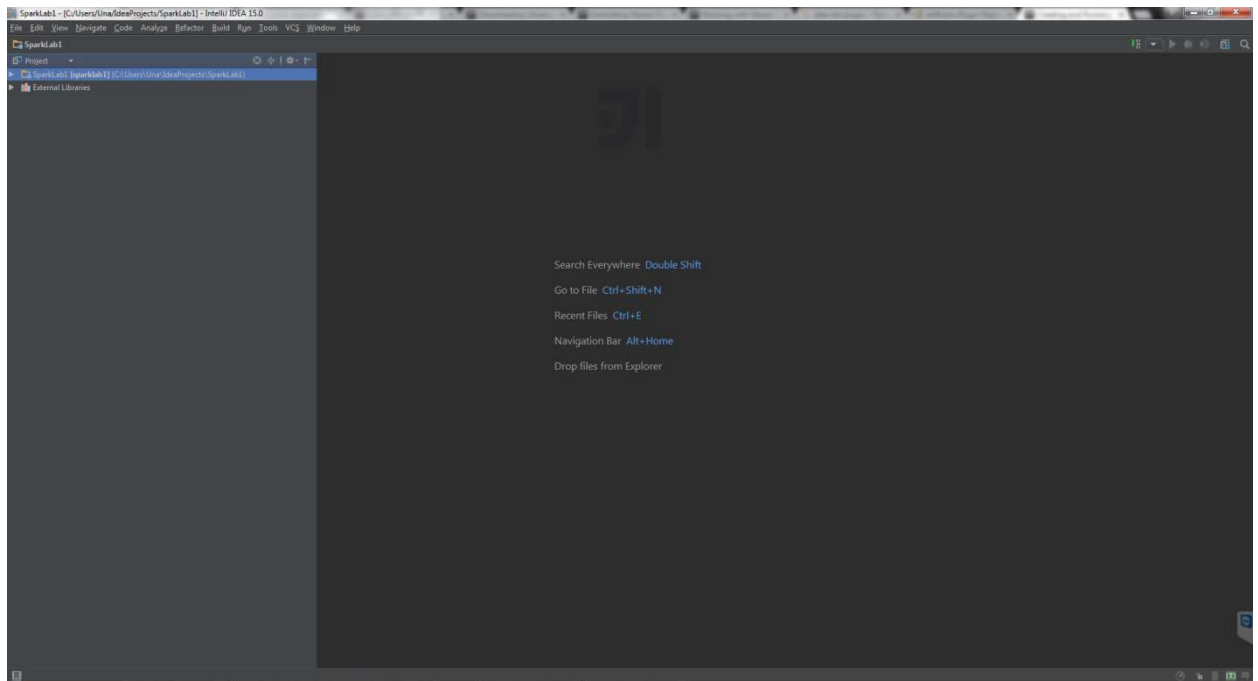 SparkLab1 - [C:/Users/Una/IdeaProjects/SparkLab1] - IntelliJ IDEA 15.0
File Edit View Navigate Code Analyze Refactor Build Run Tools VCS Window Help
SparkLab1
Project
SparkLab1 [sparklab1] (C:\Users\Una\IdeaProjects\SparkLab1)
External Libraries
Search Everywhere Double Shift
Go to File Ctrl+Shift+N
Recent Files Ctrl+E
Navigation Bar Alt+Home
Drop files from Explorer